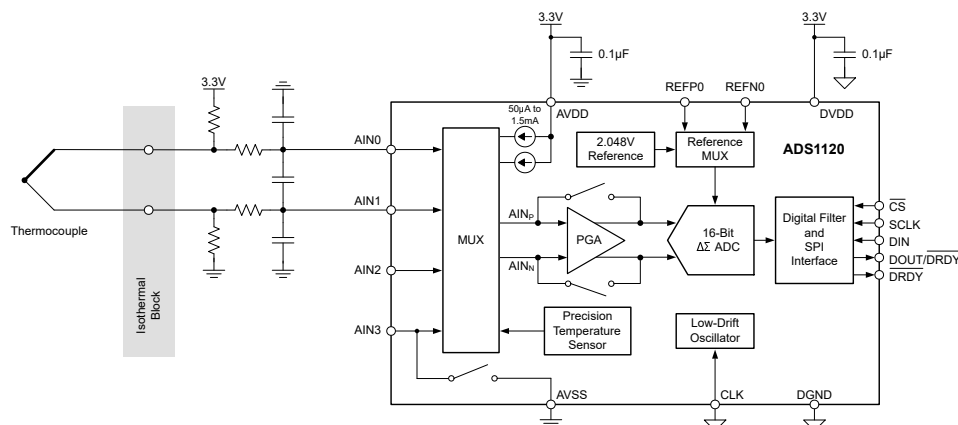 3.3V
3.3V
0.1µF
0.1µF
3.3V
REFP0
REFN0
50µA to
1.5mA
AVDD
DVDD
2.048V
Reference
Reference
MUX
ADS1120
AIN0
AIN1
AIN2
AIN3
MUX
AINP
AINN
PGA
16-Bit
ΔΣ ADC
Digital Filter
and
SPI
Interface
CS
SCLK
DIN
DOUT/DRDY
DRDY
Thermocouple
Isothermal
Block
Precision
Temperature
Sensor
Low-Drift
Oscillator
AVSS
CLK
DGND